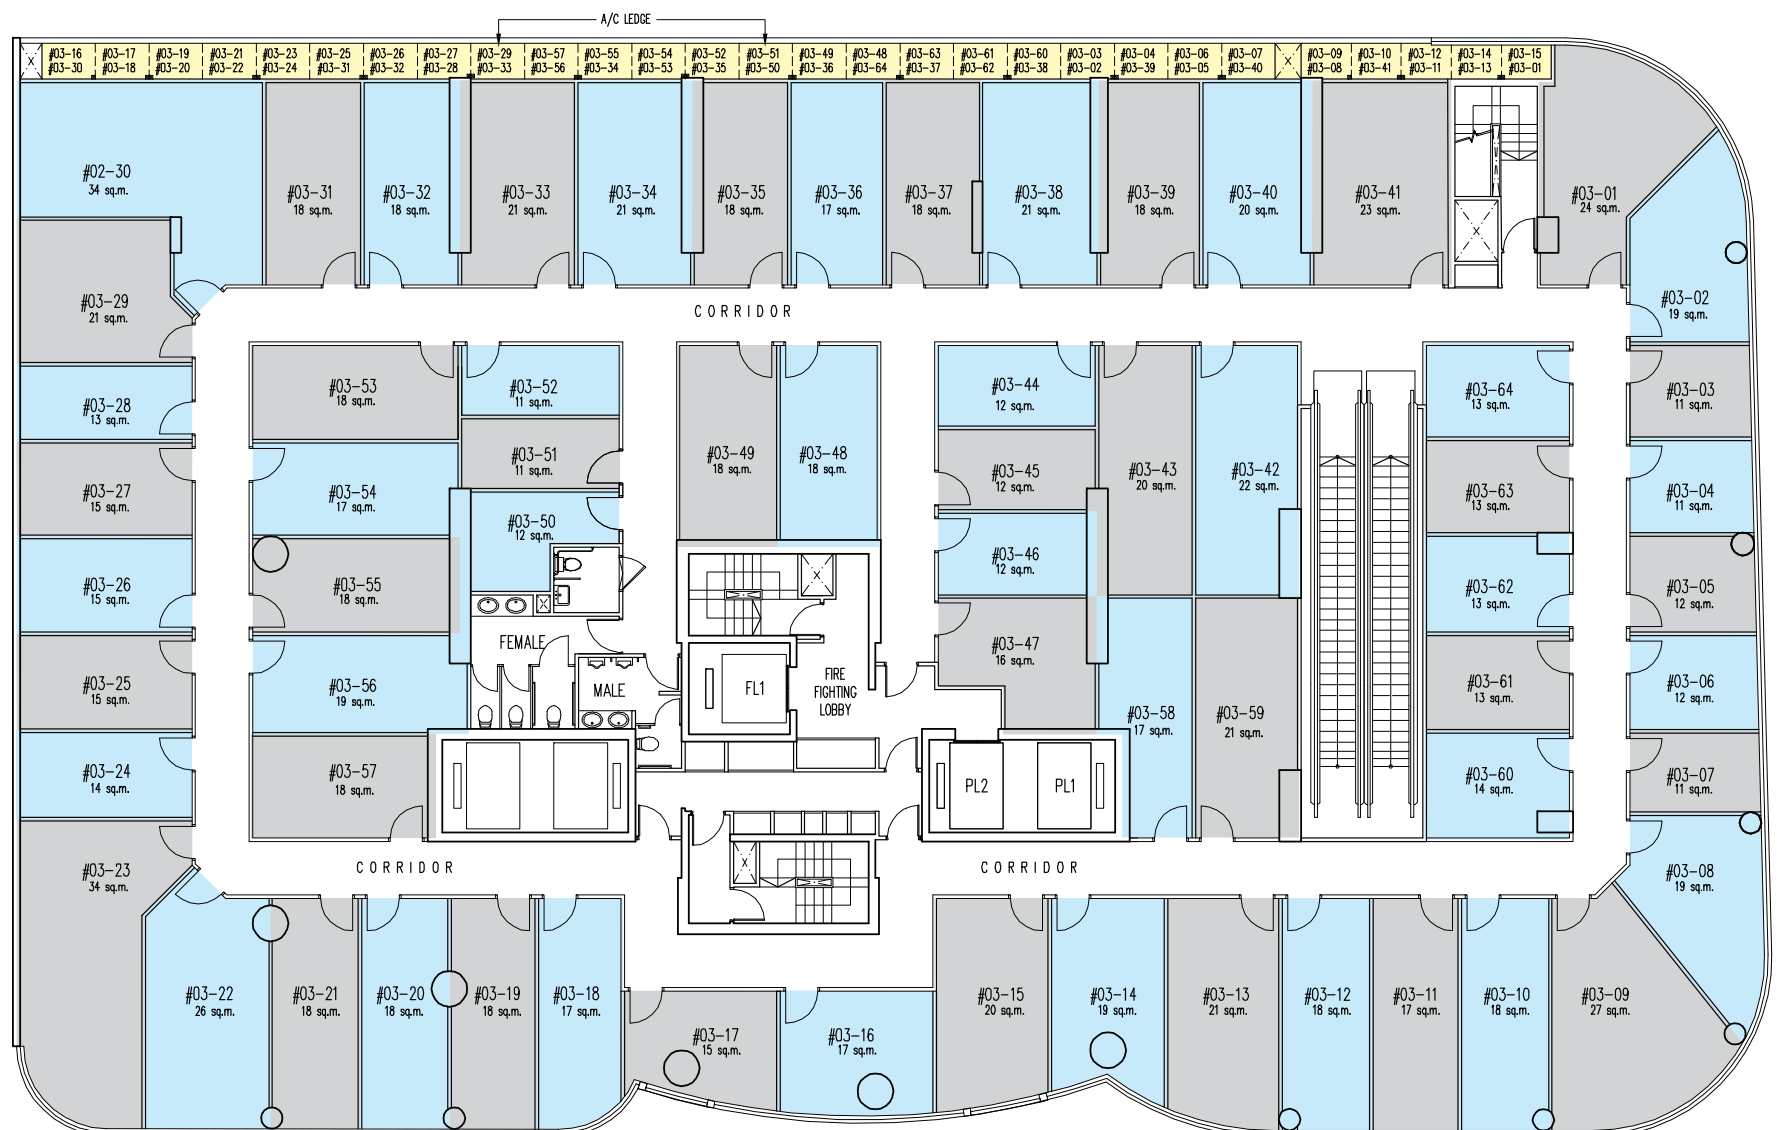 A/C LEDGE
#03-16 #03-17 #03-19 #03-21 #03-23 #03-25 #03-26 #03-27 #03-29 #03-57 #03-55 #03-54 #03-52 #03-51 #03-49 #03-48 #03-63 #03-61 #03-60 #03-03 #03-04 #03-06 #03-07 #03-09 #03-10 #03-12 #03-14 #03-15
#03-30 #03-18 #03-20 #03-22 #03-24 #03-31 #03-32 #03-28 #03-33 #03-56 #03-34 #03-53 #03-35 #03-50 #03-36 #03-64 #03-37 #03-62 #03-38 #03-02 #03-39 #03-05 #03-40 #03-08 #03-41 #03-11 #03-13 #03-01
X
X
#02-30
34 sq.m.
#03-31
18 sq.m.
#03-32
18 sq.m.
#03-33
21 sq.m.
#03-34
21 sq.m.
#03-35
18 sq.m.
#03-36
17 sq.m.
#03-37
18 sq.m.
#03-38
21 sq.m.
#03-39
18 sq.m.
#03-40
20 sq.m.
#03-41
23 sq.m.
X
#03-01
24 sq.m.
#03-29
21 sq.m.
CORRIDOR
#03-02
19 sq.m.
#03-28
13 sq.m.
#03-53
18 sq.m.
#03-52
11 sq.m.
#03-49
18 sq.m.
#03-48
18 sq.m.
#03-44
12 sq.m.
#03-43
20 sq.m.
#03-42
22 sq.m.
#03-64
13 sq.m.
#03-03
11 sq.m.
#03-27
15 sq.m.
#03-54
17 sq.m.
#03-51
11 sq.m.
#03-45
12 sq.m.
#03-63
13 sq.m.
#03-04
11 sq.m.
#03-50
12 sq.m.
#03-26
15 sq.m.
#03-55
18 sq.m.
X
X
#03-46
12 sq.m.
#03-62
13 sq.m.
#03-05
12 sq.m.
#03-25
15 sq.m.
#03-56
19 sq.m.
FEMALE
MALE
FL1
FIRE
FIGHTING
LOBBY
#03-47
16 sq.m.
#03-58
17 sq.m.
#03-59
21 sq.m.
#03-61
13 sq.m.
#03-06
12 sq.m.
#03-24
14 sq.m.
#03-57
18 sq.m.
PL2
PL1
#03-60
14 sq.m.
#03-07
11 sq.m.
#03-23
34 sq.m.
CORRIDOR
X
CORRIDOR
#03-08
19 sq.m.
#03-22
26 sq.m.
#03-21
18 sq.m.
#03-20
18 sq.m.
#03-19
18 sq.m.
#03-18
17 sq.m.
#03-17
15 sq.m.
#03-16
17 sq.m.
#03-15
20 sq.m.
#03-14
19 sq.m.
#03-13
21 sq.m.
#03-12
18 sq.m.
#03-11
17 sq.m.
#03-10
18 sq.m.
#03-09
27 sq.m.